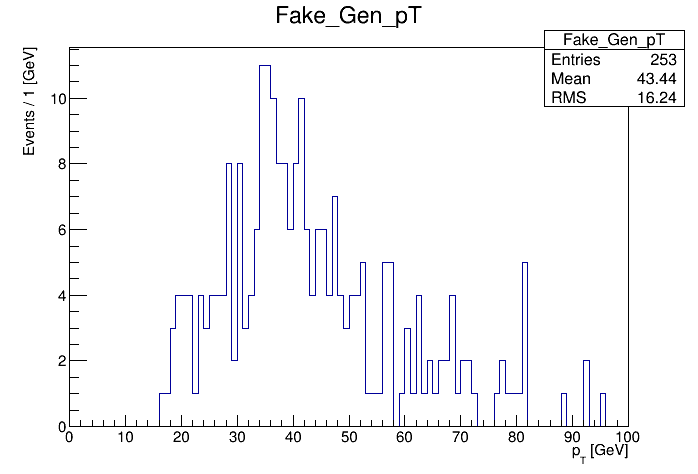 Fake_Gen_pT
Fake_Gen_pT
Entries 253
Mean 43.44
RMS 16.24
Events / 1 [GeV]
10
8
6
4
2
0
0 10 20 30 40 50 60 70 80 90 100
p_T [GeV]